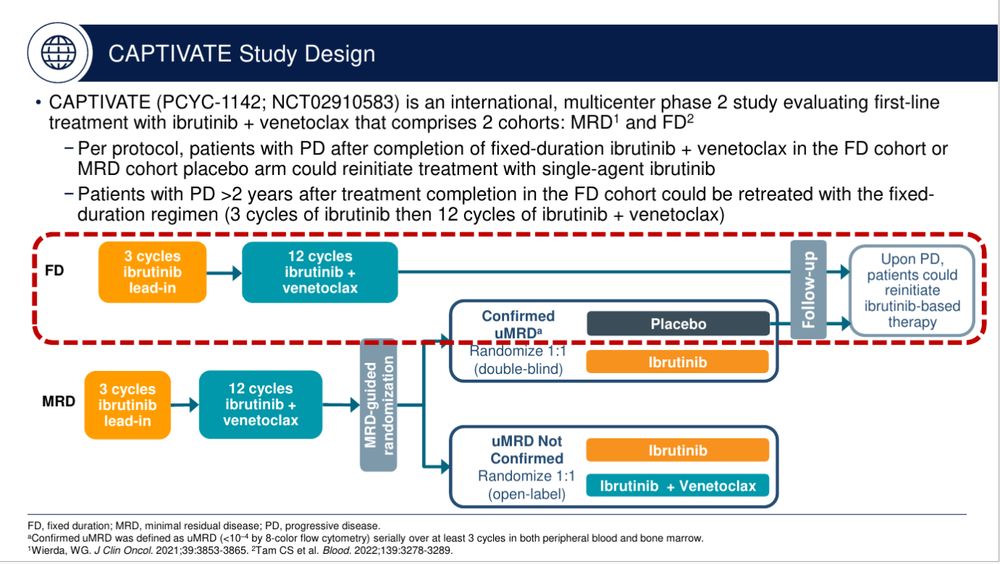 CAPTIVATE Study Design
• CAPTIVATE (PCYC-1142; NCT02910583) is an international, multicenter phase 2 study evaluating first-line
treatment with ibrutinib + venetoclax that comprises 2 cohorts: MRD¹ and FD²
– Per protocol, patients with PD after completion of fixed-duration ibrutinib + venetoclax in the FD cohort or
MRD cohort placebo arm could reinitiate treatment with single-agent ibrutinib
– Patients with PD >2 years after treatment completion in the FD cohort could be retreated with the fixed-
duration regimen (3 cycles of ibrutinib then 12 cycles of ibrutinib + venetoclax)
FD
3 cycles
ibrutinib
lead-in
12 cycles
ibrutinib +
venetoclax
Follow-up
Upon PD,
patients could
reinitiate
ibrutinib-based
therapy
MRD
3 cycles
ibrutinib
lead-in
12 cycles
ibrutinib +
venetoclax
MRD-guided
randomization
Confirmed
uMRDᵃ
Randomize 1:1
(double-blind)
Placebo
Ibrutinib
uMRD Not
Confirmed
Randomize 1:1
(open-label)
Ibrutinib
Ibrutinib + Venetoclax
FD, fixed duration; MRD, minimal residual disease; PD, progressive disease.
ᵃConfirmed uMRD was defined as uMRD (<10⁻⁴ by 8-color flow cytometry) serially over at least 3 cycles in both peripheral blood and bone marrow.
¹Wierda, WG. J Clin Oncol. 2021;39:3853-3865. ²Tam CS et al. Blood. 2022;139:3278-3289.